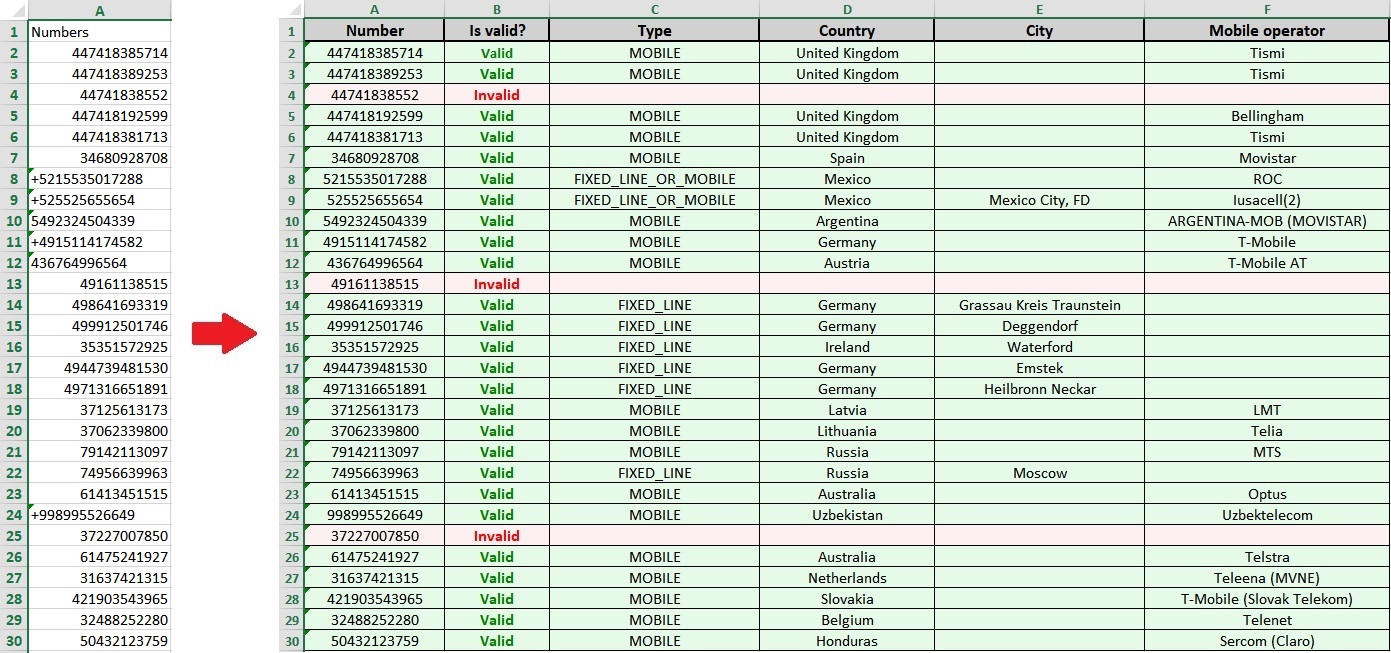 A
1 Numbers
2 447418385714
3 447418389253
4 44741838552
5 447418192599
6 447418381713
7 34680928708
8 +5215535017288
9 +525525655654
10 5492324504339
11 +4915114174582
12 436764996564
13 49161138515
14 498641693319
15 499912501746
16 35351572925
17 4944739481530
18 4971316651891
19 37125613173
20 37062339800
21 79142113097
22 74956639963
23 61413451515
24 +998995526649
25 37227007850
26 61475241927
27 31637421315
28 421903543965
29 32488252280
30 50432123759
A B C D E F
1 Number Is valid? Type Country City Mobile operator
2 447418385714 Valid MOBILE United Kingdom Tismi
3 447418389253 Valid MOBILE United Kingdom Tismi
4 44741838552 Invalid
5 447418192599 Valid MOBILE United Kingdom Bellingham
6 447418381713 Valid MOBILE United Kingdom Tismi
7 34680928708 Valid MOBILE Spain Movistar
8 5215535017288 Valid FIXED_LINE_OR_MOBILE Mexico ROC
9 525525655654 Valid FIXED_LINE_OR_MOBILE Mexico Mexico City, FD Iusacell(2)
10 5492324504339 Valid MOBILE Argentina ARGENTINA-MOB (MOVISTAR)
11 4915114174582 Valid MOBILE Germany T-Mobile
12 436764996564 Valid MOBILE Austria T-Mobile AT
13 49161138515 Invalid
14 498641693319 Valid FIXED_LINE Germany Grassau Kreis Traunstein
15 499912501746 Valid FIXED_LINE Germany Deggendorf
16 35351572925 Valid FIXED_LINE Ireland Waterford
17 4944739481530 Valid FIXED_LINE Germany Emstek
18 4971316651891 Valid FIXED_LINE Germany Heilbronn Neckar
19 37125613173 Valid MOBILE Latvia LMT
20 37062339800 Valid MOBILE Lithuania Telia
21 79142113097 Valid MOBILE Russia MTS
22 74956639963 Valid FIXED_LINE Russia Moscow
23 61413451515 Valid MOBILE Australia Optus
24 998995526649 Valid MOBILE Uzbekistan Uzbektelecom
25 37227007850 Invalid
26 61475241927 Valid MOBILE Australia Telstra
27 31637421315 Valid MOBILE Netherlands Teleena (MVNE)
28 421903543965 Valid MOBILE Slovakia T-Mobile (Slovak Telekom)
29 32488252280 Valid MOBILE Belgium Telenet
30 50432123759 Valid MOBILE Honduras Sercom (Claro)